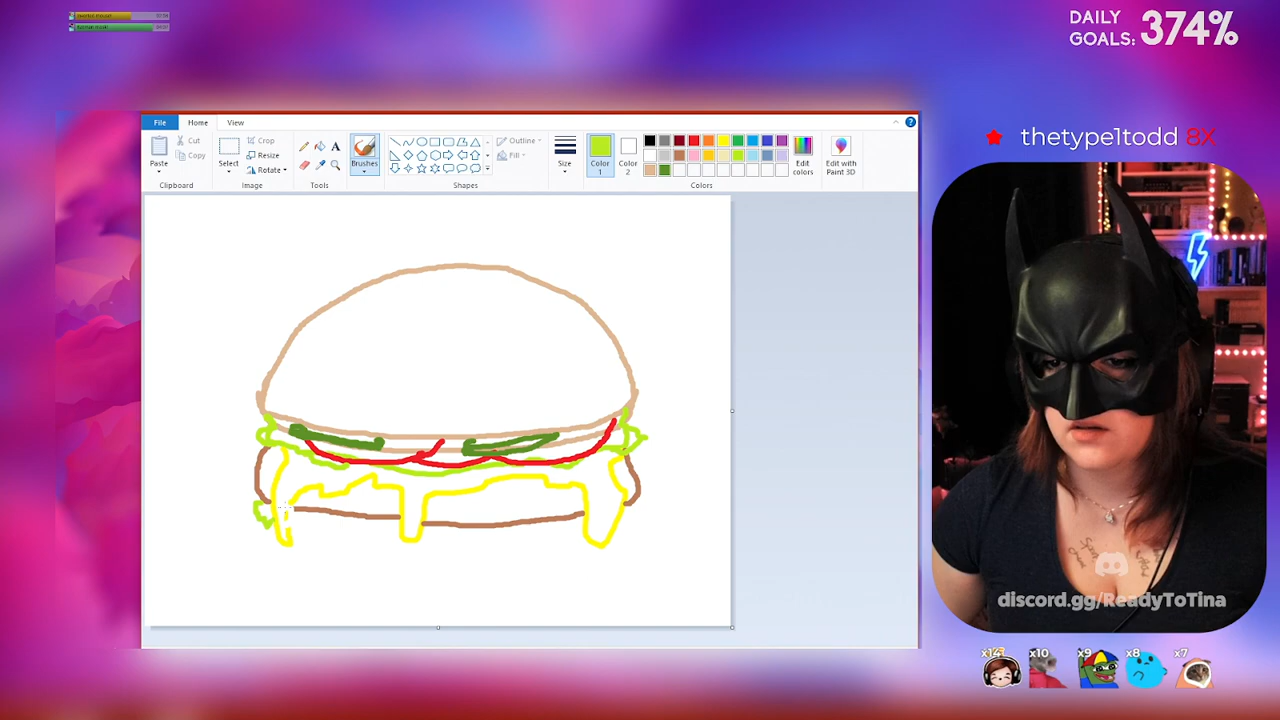 DAILY
GOALS: 374%
thetype1todd 8X
File Home View
Paste
Cut
Copy
Clipboard
Select
Crop
Resize
Rotate
Image
A
Tools
Brushes
Outline
Fill
Shapes
Size
Color
1
Color
2
Edit
colors
Edit with
Paint 3D
Colors
discord.gg/ReadyToTina
x14 x10 x9 x8 x7